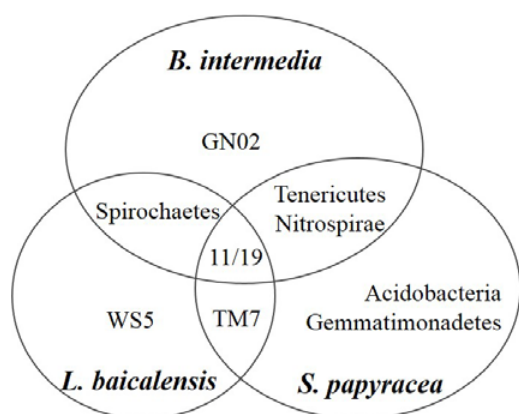 B. intermedia
GN02
Spirochaetes
Tenericutes
Nitrospirae
11/19
Acidobacteria
Gemmatimonadetes
WS5
TM7
L. baicalensis
S. papyracea